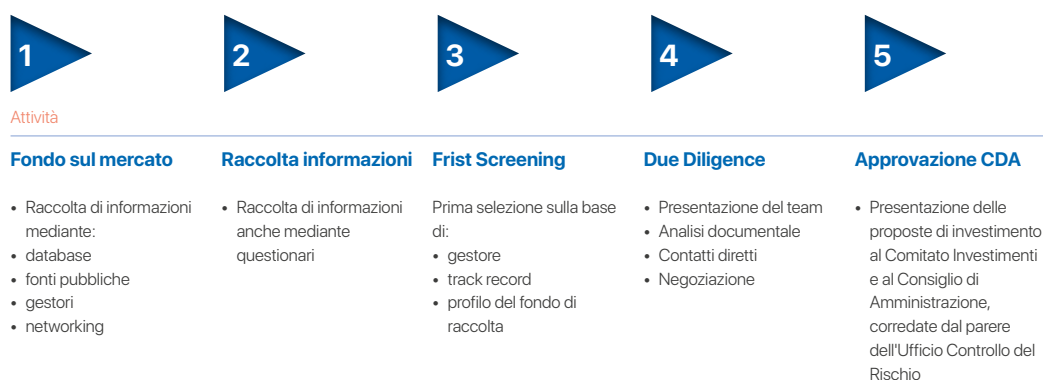 1
2
3
4
5
Attività
Fondo sul mercato
• Raccolta di informazioni
mediante:
• database
• fonti pubbliche
• gestori
• networking
Raccolta informazioni
• Raccolta di informazioni
anche mediante
questionari
Frist Screening
Prima selezione sulla base
di:
• gestore
• track record
• profilo del fondo di
raccolta
Due Diligence
• Presentazione del team
• Analisi documentale
• Contatti diretti
• Negoziazione
Approvazione CDA
• Presentazione delle
proposte di investimento
al Comitato Investimenti
e al Consiglio di
Amministrazione,
corredate dal parere
dell'Ufficio Controllo del
Rischio